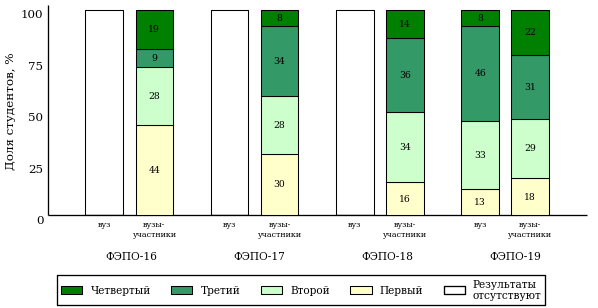 Доля студентов, %
100
75
50
25
0
19
9
28
44
8
34
28
30
14
36
34
16
8
46
33
13
22
31
29
18
вуз
вузы-
участники
вуз
вузы-
участники
вуз
вузы-
участники
вуз
вузы-
участники
ФЭПО-16
ФЭПО-17
ФЭПО-18
ФЭПО-19
Четвертый
Третий
Второй
Первый
Результаты
отсутствуют